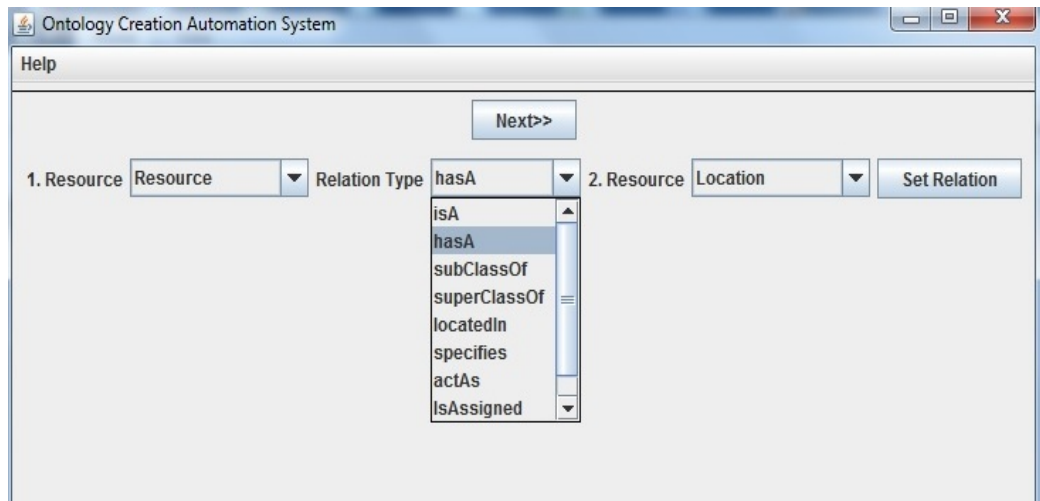 Ontology Creation Automation System
Help
Next>>
1. Resource Resource Relation Type hasA 2. Resource Location Set Relation
isA
hasA
subClassOf
superClassOf
locatedIn
specifies
actAs
IsAssigned